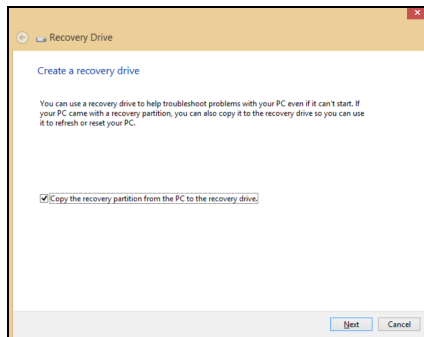 Recovery Drive
Create a recovery drive
You can use a recovery drive to help troubleshoot problems with your PC even if it can't start. If
your PC came with a recovery partition, you can also copy it to the recovery drive so you can use
it to refresh or reset your PC.
Copy the recovery partition from the PC to the recovery drive.
Next Cancel